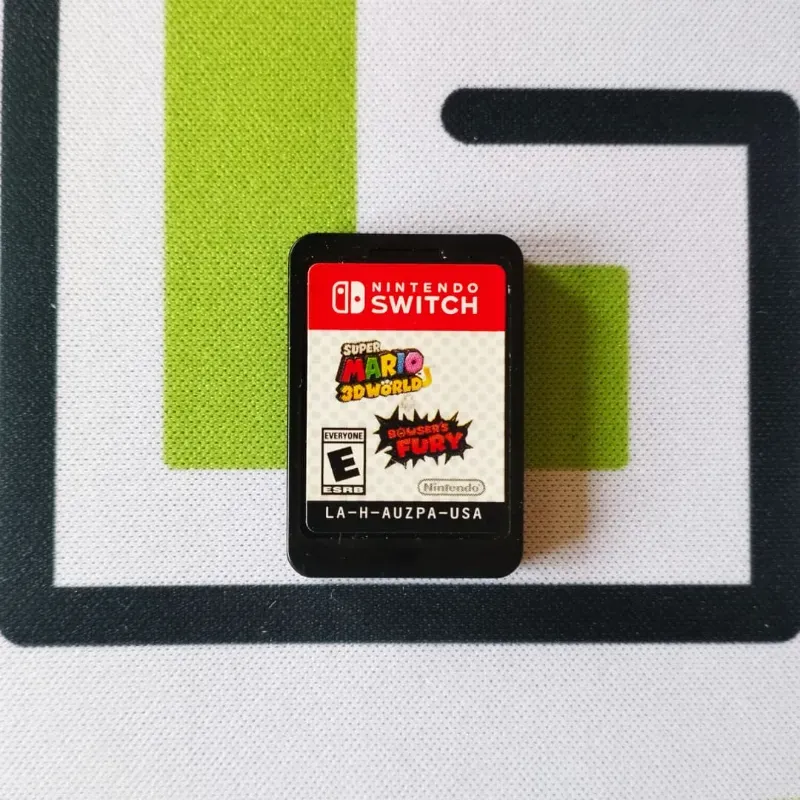 NINTENDO
SWITCH
SUPER
MARIO
3D WORLD
BOWSER'S
FURY
EVERYONE
E
ESRB
Nintendo
LA-H-AUZPA-USA